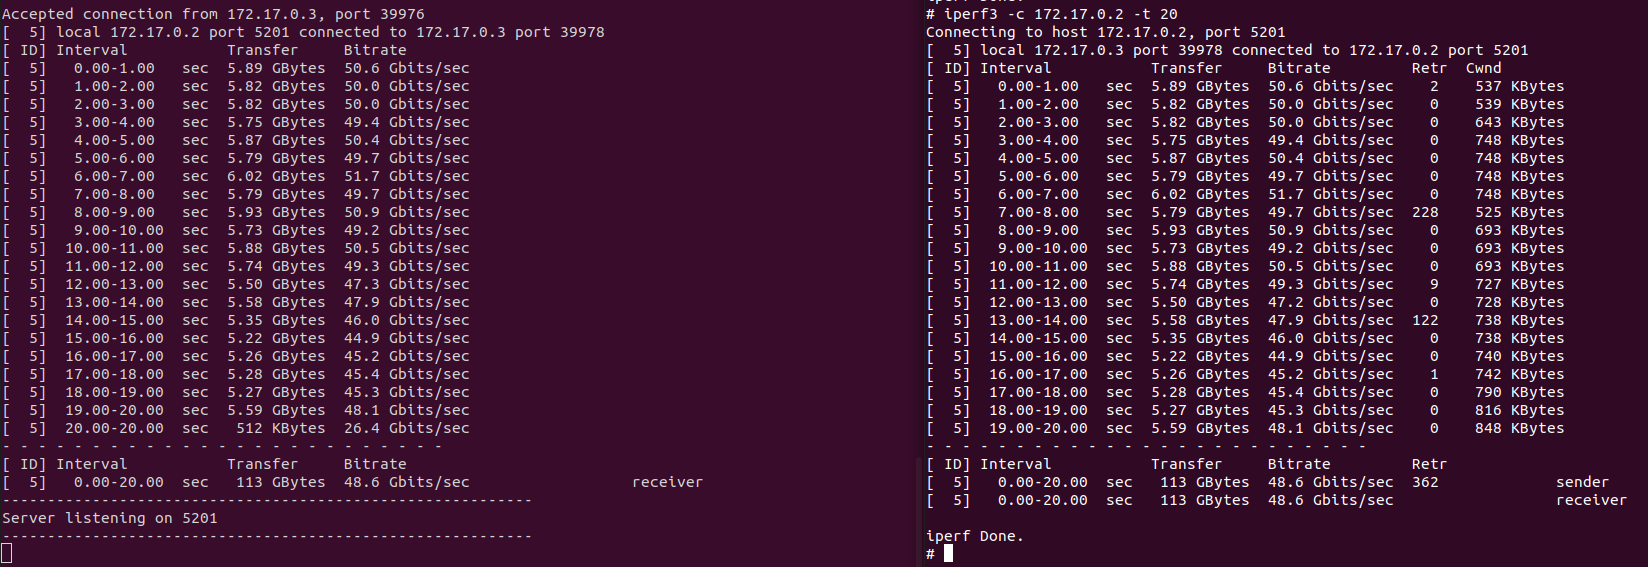 Accepted connection from 172.17.0.3, port 39976
[  5] local 172.17.0.2 port 5201 connected to 172.17.0.3 port 39978
[ ID] Interval           Transfer     Bitrate
[  5]   0.00-1.00   sec  5.89 GBytes  50.6 Gbits/sec
[  5]   1.00-2.00   sec  5.82 GBytes  50.0 Gbits/sec
[  5]   2.00-3.00   sec  5.82 GBytes  50.0 Gbits/sec
[  5]   3.00-4.00   sec  5.75 GBytes  49.4 Gbits/sec
[  5]   4.00-5.00   sec  5.87 GBytes  50.4 Gbits/sec
[  5]   5.00-6.00   sec  5.79 GBytes  49.7 Gbits/sec
[  5]   6.00-7.00   sec  6.02 GBytes  51.7 Gbits/sec
[  5]   7.00-8.00   sec  5.79 GBytes  49.7 Gbits/sec
[  5]   8.00-9.00   sec  5.93 GBytes  50.9 Gbits/sec
[  5]   9.00-10.00  sec  5.73 GBytes  49.2 Gbits/sec
[  5]  10.00-11.00  sec  5.88 GBytes  50.5 Gbits/sec
[  5]  11.00-12.00  sec  5.74 GBytes  49.3 Gbits/sec
[  5]  12.00-13.00  sec  5.50 GBytes  47.3 Gbits/sec
[  5]  13.00-14.00  sec  5.58 GBytes  47.9 Gbits/sec
[  5]  14.00-15.00  sec  5.35 GBytes  46.0 Gbits/sec
[  5]  15.00-16.00  sec  5.22 GBytes  44.9 Gbits/sec
[  5]  16.00-17.00  sec  5.26 GBytes  45.2 Gbits/sec
[  5]  17.00-18.00  sec  5.28 GBytes  45.4 Gbits/sec
[  5]  18.00-19.00  sec  5.27 GBytes  45.3 Gbits/sec
[  5]  19.00-20.00  sec  5.59 GBytes  48.1 Gbits/sec
[  5]  20.00-20.00  sec   512 KBytes  26.4 Gbits/sec
- - - - - - - - - - - - - - - - - - - - - - - - -
[ ID] Interval           Transfer     Bitrate
[  5]   0.00-20.00  sec   113 GBytes  48.6 Gbits/sec                  receiver
-----------------------------------------------------------
Server listening on 5201
-----------------------------------------------------------
iperf Done.
# iperf3 -c 172.17.0.2 -t 20
Connecting to host 172.17.0.2, port 5201
[  5] local 172.17.0.3 port 39978 connected to 172.17.0.2 port 5201
[ ID] Interval           Transfer     Bitrate         Retr  Cwnd
[  5]   0.00-1.00   sec  5.89 GBytes  50.6 Gbits/sec    2    537 KBytes
[  5]   1.00-2.00   sec  5.82 GBytes  50.0 Gbits/sec    0    539 KBytes
[  5]   2.00-3.00   sec  5.82 GBytes  50.0 Gbits/sec    0    643 KBytes
[  5]   3.00-4.00   sec  5.75 GBytes  49.4 Gbits/sec    0    748 KBytes
[  5]   4.00-5.00   sec  5.87 GBytes  50.4 Gbits/sec    0    748 KBytes
[  5]   5.00-6.00   sec  5.79 GBytes  49.7 Gbits/sec    0    748 KBytes
[  5]   6.00-7.00   sec  6.02 GBytes  51.7 Gbits/sec    0    748 KBytes
[  5]   7.00-8.00   sec  5.79 GBytes  49.7 Gbits/sec  228    525 KBytes
[  5]   8.00-9.00   sec  5.93 GBytes  50.9 Gbits/sec    0    693 KBytes
[  5]   9.00-10.00  sec  5.73 GBytes  49.2 Gbits/sec    0    693 KBytes
[  5]  10.00-11.00  sec  5.88 GBytes  50.5 Gbits/sec    0    693 KBytes
[  5]  11.00-12.00  sec  5.74 GBytes  49.3 Gbits/sec    9    727 KBytes
[  5]  12.00-13.00  sec  5.50 GBytes  47.2 Gbits/sec    0    728 KBytes
[  5]  13.00-14.00  sec  5.58 GBytes  47.9 Gbits/sec  122    738 KBytes
[  5]  14.00-15.00  sec  5.35 GBytes  46.0 Gbits/sec    0    738 KBytes
[  5]  15.00-16.00  sec  5.22 GBytes  44.9 Gbits/sec    0    740 KBytes
[  5]  16.00-17.00  sec  5.26 GBytes  45.2 Gbits/sec    1    742 KBytes
[  5]  17.00-18.00  sec  5.28 GBytes  45.4 Gbits/sec    0    790 KBytes
[  5]  18.00-19.00  sec  5.27 GBytes  45.3 Gbits/sec    0    816 KBytes
[  5]  19.00-20.00  sec  5.59 GBytes  48.1 Gbits/sec    0    848 KBytes
- - - - - - - - - - - - - - - - - - - - - - - - -
[ ID] Interval           Transfer     Bitrate         Retr
[  5]   0.00-20.00  sec   113 GBytes  48.6 Gbits/sec  362             sender
[  5]   0.00-20.00  sec   113 GBytes  48.6 Gbits/sec                  receiver
iperf Done.
#